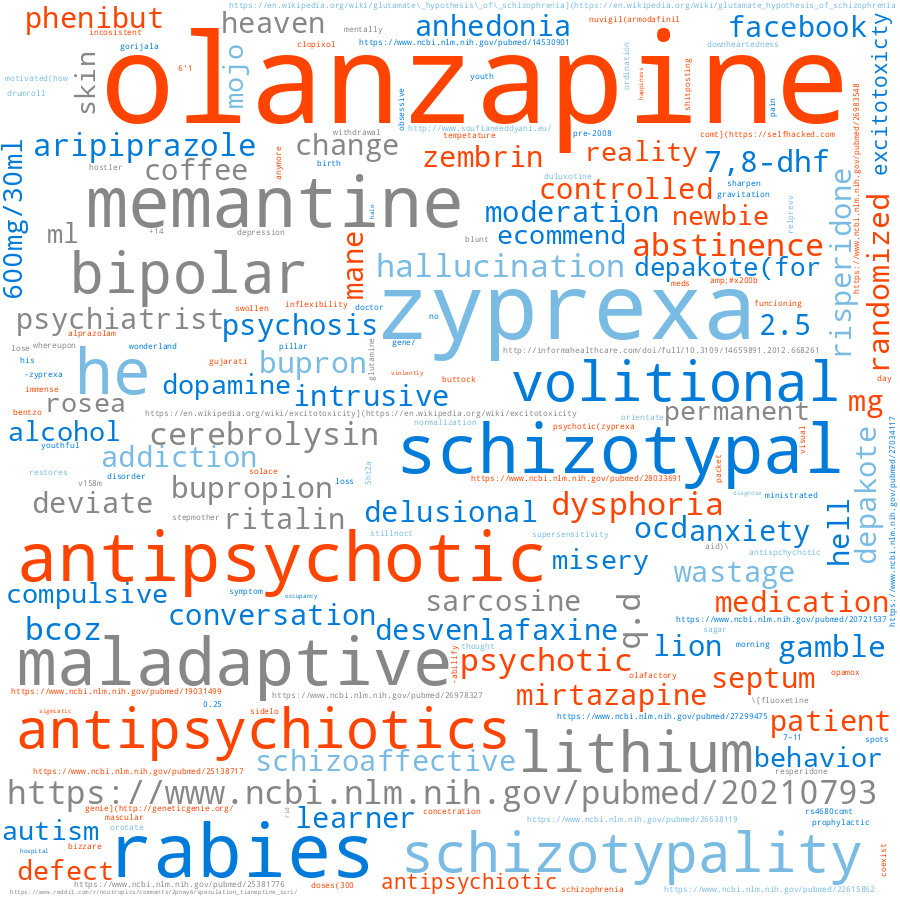 https://en.wikipedia.org/wiki/glutamate\_hypothesis\_of\_schizophrenia](https://en.wikipedia.org/wiki/glutamate_hypothesis_of_schizophrenia
phenibut
incosistent
heaven
mentally
anhedonia
nuvigil(armodafinil
facebook
gorijala
clopixol
https://www.ncbi.nlm.nih.gov/pubmed/14530901
downheartedness
skin
6'1
olanzapine
mojo
youth
ordination
happiness
shitposting
pain
excitotoxicty
motivated(how
drumroll
obsessive
http://www.soufianeeddyani.eu/
pre-2008
comt](https://selfhacked.com
600mg/30ml
aripiprazole
withdrawal
change
tempetature
zembrin
reality
7,8-dhf
https://www.ncbi.nlm.nih.gov/pubmed/26983548
hostler
coffee
birth
anymore
duluxotine
controlled
sharpen
gravitation
risperidone
memantine
halo
moderation
newbie
relprevv
randomized
ml
+14
depression
blunt
ecommend
abstinence
mane
bipolar
hallucination
depakote(for
meds
amp;#x200b
swollen
inflexibility
doctor
zyprexa
funcioning
psychiatrist
psychosis
no
2.5
alprazolam
lose
whereupon
wonderland
pillar
gene/
glutamine
http://informahealthcare.com/doi/full/10.3109/14659891.2012.668261
his
he
gujarati
bupron
violently
-zyprexa
immense
dopamine
intrusive
buttock
volitional
day
rosea
bentzo
https://en.wikipedia.org/wiki/excitotoxicity](https://en.wikipedia.org/wiki/excitotoxicity
permanent
mg
orientate
alcohol
youthful
cerebrolysin
normalization
schizotypal
psychotic(zyprexa
visual
https://www.ncbi.nlm.nih.gov/pubmed/27034117
addiction
restores
solace
5ht2a
packet
depakote
v158m
disorder
bupropion
loss
https://www.ncbi.nlm.nih.gov/pubmed/28033691
diagnose
ministrated
deviate
stepmother
ritalin
delusional
dysphoria
ocd
anxiety
hell
stillnoct
supersensitivity
antipsychotic
misery
aid)\
antispchychotic
wastage
compulsive
symptom
occupancy
sarcosine
q.d
medication
conversation
https://www.ncbi.nlm.nih.gov/pubmed/20721537
bcoz
desvenlafaxine
sagar
lion
morning
gamble
maladaptive
thought
-abilify
psychotic
olafactory
septum
opamox
https://www.ncbi.nlm.nih.gov/pubmed/19031499
https://www.ncbi.nlm.nih.gov/pubmed/26978327
mirtazapine
\[fluoxetine
0.25
sigmiatic
sidelo
https://www.ncbi.nlm.nih.gov/pubmed/27299475
patient
antipsychiotics
lithium
7-11
spots
schizoaffective
behavior
https://www.ncbi.nlm.nih.gov/pubmed/25138717
resperidone
https://www.ncbi.nlm.nih.gov/pubmed/20210793
genie](http://geneticgenie.org/
mascular
rid
learner
concetration
https://www.ncbi.nlm.nih.gov/pubmed/26638119
rs4680comt
prophylactic
autism
orotate
rabies
schizotypality
hospital
bizzare
coexist
defect
https://www.ncbi.nlm.nih.gov/pubmed/25381776
doses(300
antipsychiotic
schizophrenia
https://www.ncbi.nlm.nih.gov/pubmed/22615862
https://www.reddit.com/r/nootropics/comments/2pnay6/speculation_tianeptine_ssri/